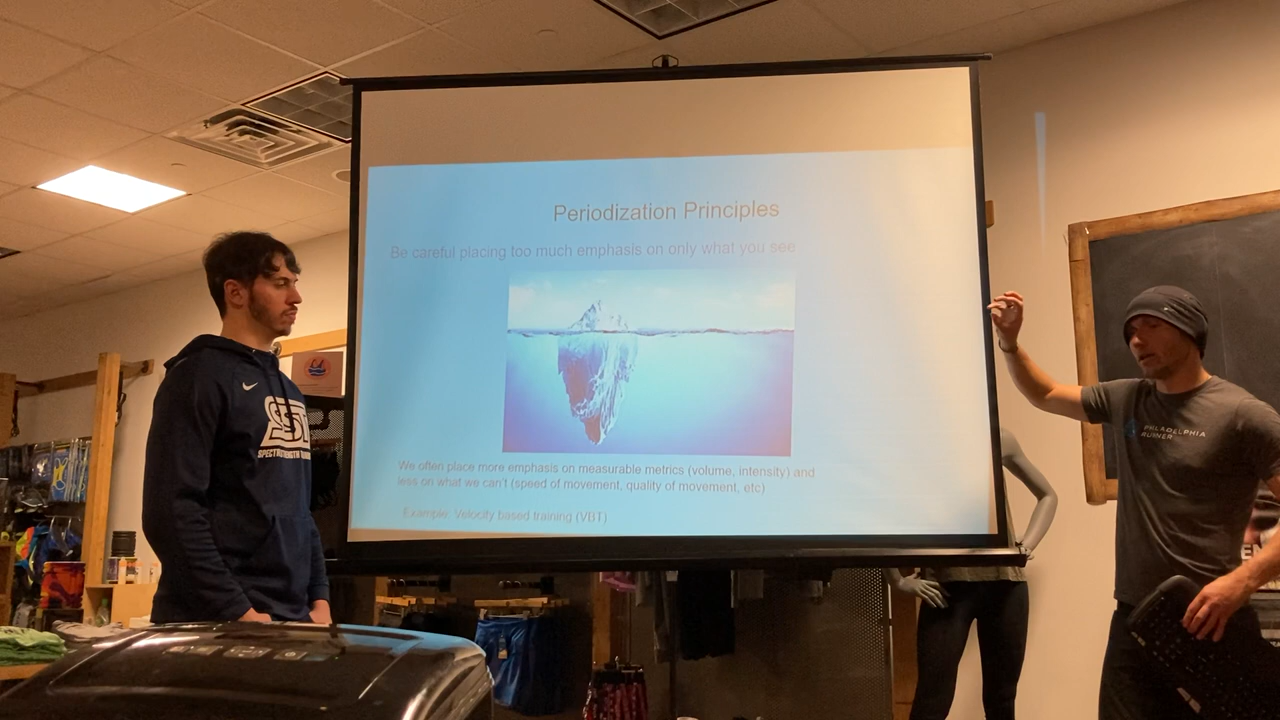 Periodization Principles
Be careful placing too much emphasis on only what you see
We often place more emphasis on measurable metrics (volume, intensity) and
less on what we can't (speed of movement, quality of movement, etc)
Example: Velocity based training (VBT)
PHILADELPHIA
RUNNER